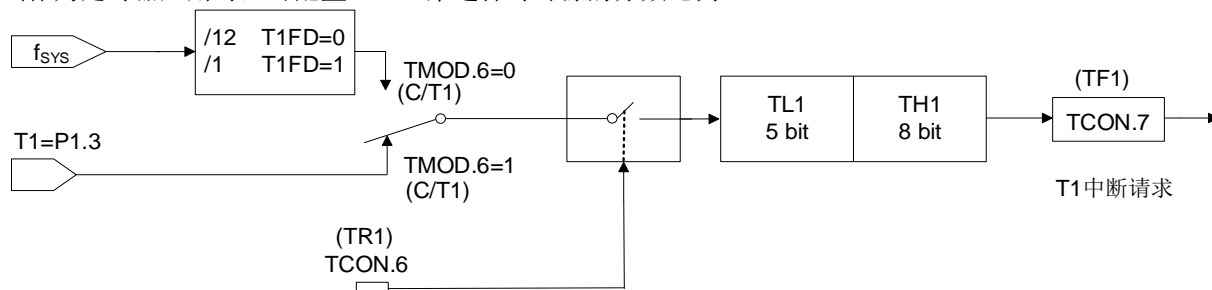 fSYS
/12 T1FD=0
/1 T1FD=1
TMOD.6=0
(C/T1)
T1=P1.3
TMOD.6=1
(C/T1)
(TR1)
TCON.6
TL1
5 bit
TH1
8 bit
(TF1)
TCON.7
T1中断请求